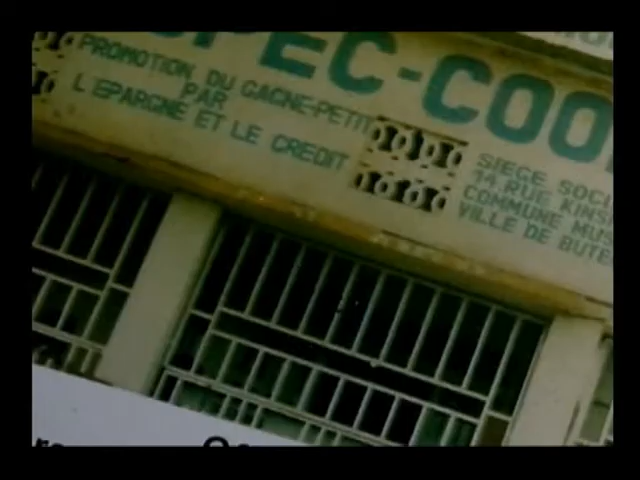 PEC-COO
PROMOTION DU GAGNE-PETIT
PAR
L'EPARGNE ET LE CREDIT
SIEGE SOCI
14, RUE KINS
COMMUNE MUS
VILLE DE BUTE